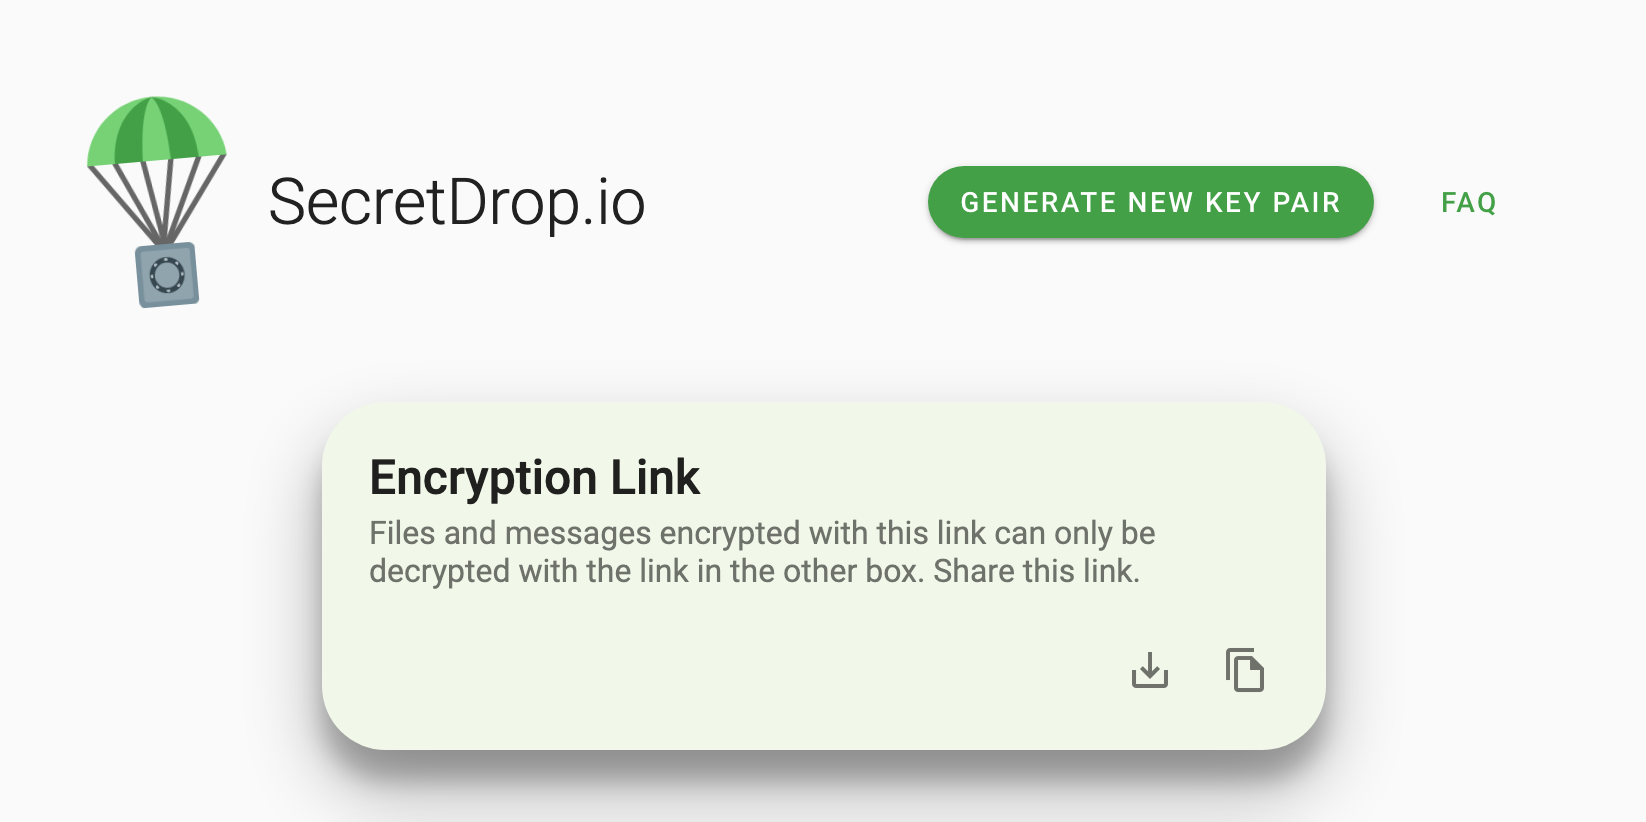 SecretDrop.io
GENERATE NEW KEY PAIR
FAQ
Encryption Link
Files and messages encrypted with this link can only be
decrypted with the link in the other box. Share this link.